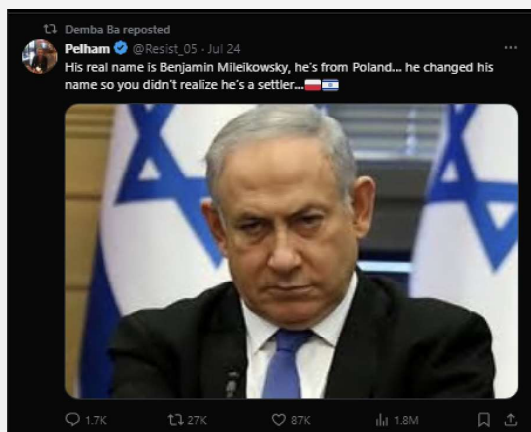 Demba Ba reposted
Pelham @Resist_05 · Jul 24
His real name is Benjamin Mileikowsky, he's from Poland... he changed his
name so you didn't realize he's a settler...🇵🇱🇮🇱
1.7K 27K 87K 1.8M